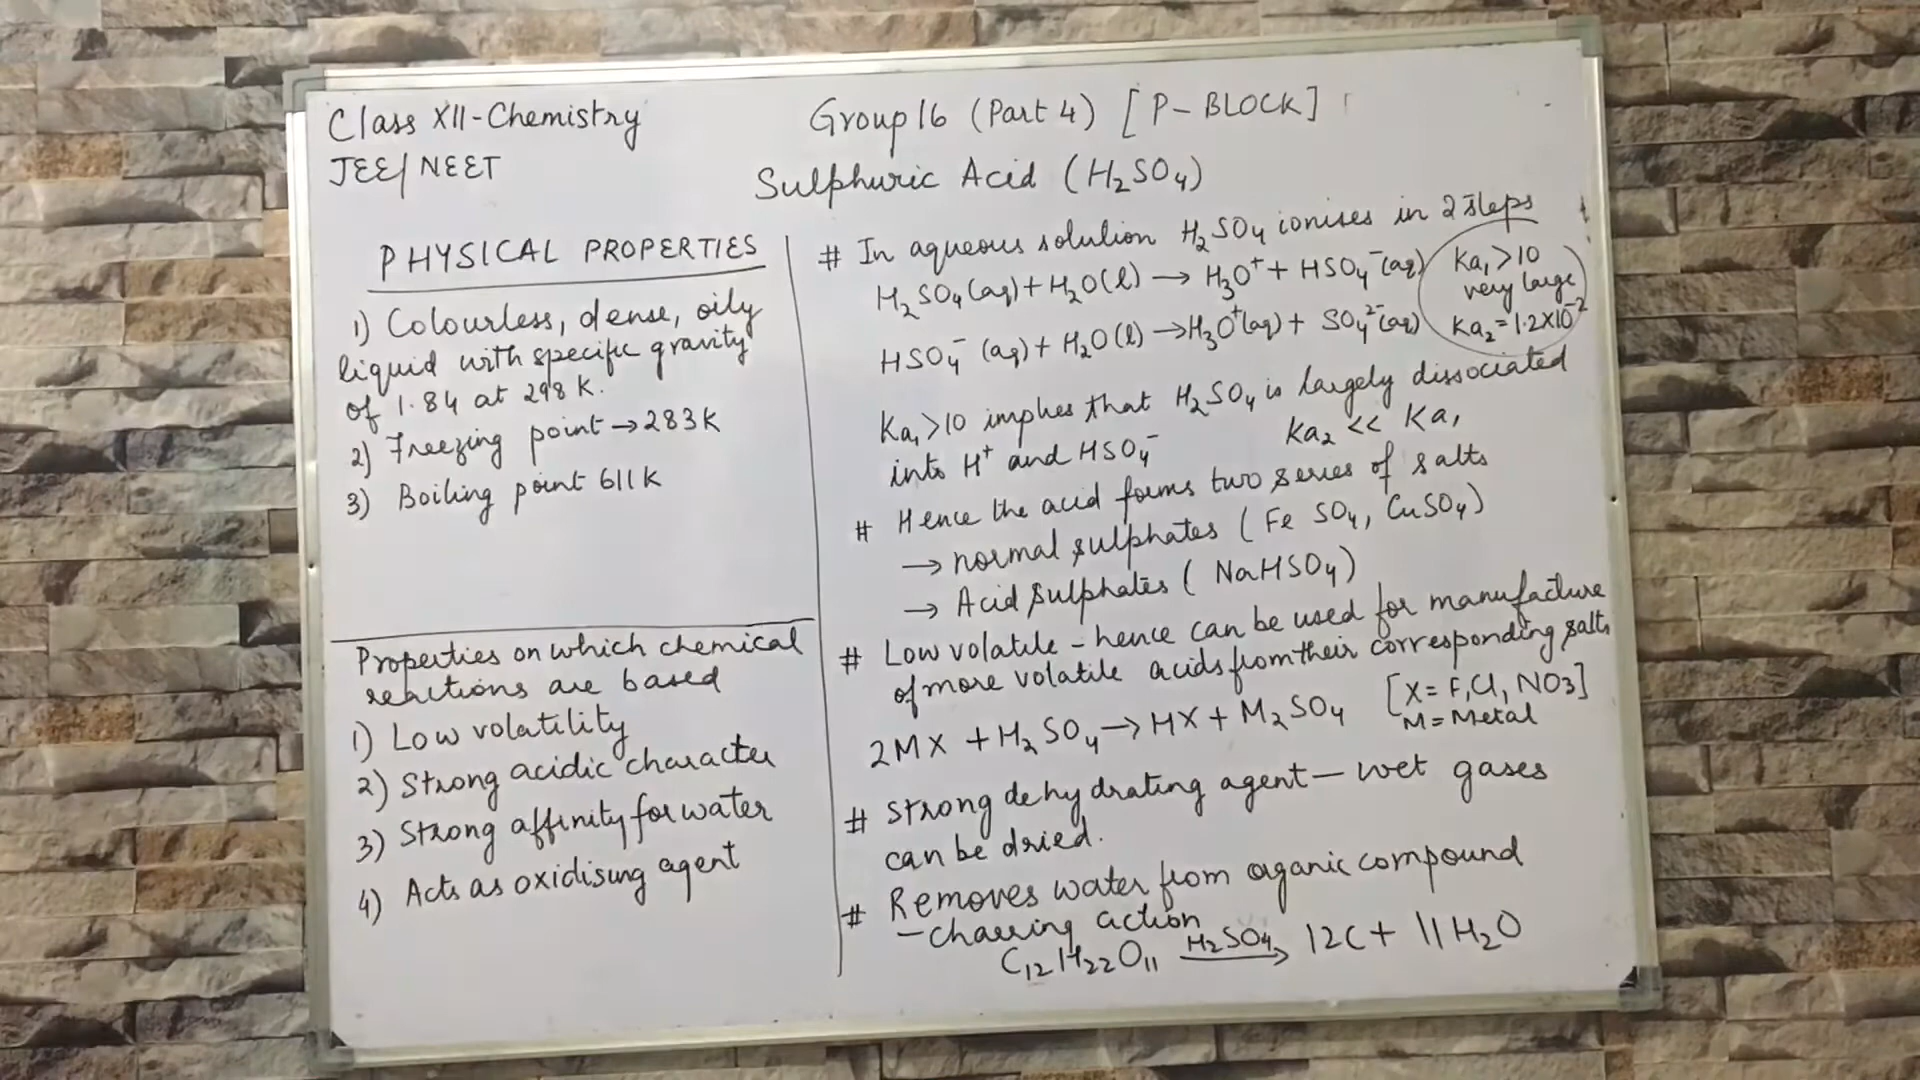 Class XII-Chemistry
JEE/NEET
Group 16 (Part 4) [P-BLOCK]
Sulphuric Acid (H₂SO₄)
PHYSICAL PROPERTIES
1) Colourless, dense, oily
liquid with specific gravity
of 1.84 at 298 K.
2) Freezing point → 283K
3) Boiling point 611K
Properties on which chemical
reactions are based
1) Low volatility
2) Strong acidic character
3) Strong affinity for water
4) Acts as oxidising agent
# In aqueous solution H₂SO₄ ionises in 2 steps
H₂SO₄(aq) + H₂O(l) → H₃O⁺ + HSO₄⁻(aq)
HSO₄⁻(aq) + H₂O(l) → H₃O⁺(aq) + SO₄²⁻(aq)
Ka₁>10
very large
Ka₂=1.2X10⁻²
Ka₁>10 implies that H₂SO₄ is largely dissociated
into H⁺ and HSO₄⁻ Ka₂ << Ka₁
# Hence the acid forms two series of salts
→ normal sulphates (FeSO₄, CuSO₄)
→ Acid sulphates (NaHSO₄)
# Low volatile - hence can be used for manufacture
of more volatile acids from their corresponding salts
2MX + H₂SO₄ → HX + M₂SO₄ [X= F, Cl, NO3]
M=Metal
# Strong dehydrating agent — wet gases
can be dried.
# Removes water from organic compound
- charring action
C₁₂H₂₂O₁₁ H₂SO₄→ 12C + 11H₂O